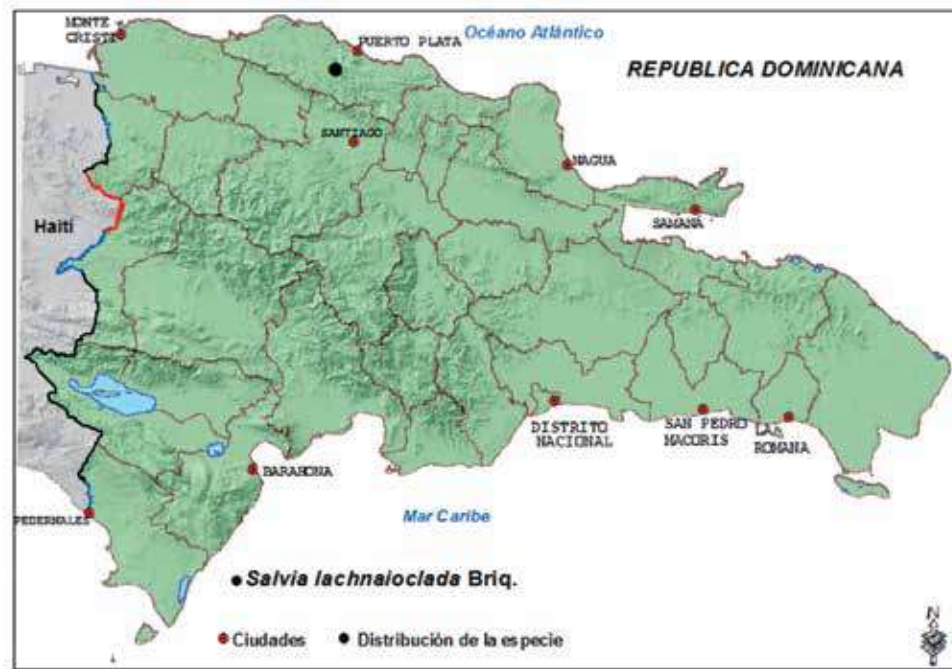 MONTE
CRISTI
PUERTO PLATA
Océano Atlántico
REPUBLICA DOMINICANA
SANTIAGO
NAGUA
SAMANA
Haití
DISTRITO
NACIONAL
SAN PEDRO
MACORIS
LA
ROMANA
BARAHONA
PEDERNALES
Mar Caribe
Salvia lachnaioclada Briq.
Ciudades
Distribución de la especie
N